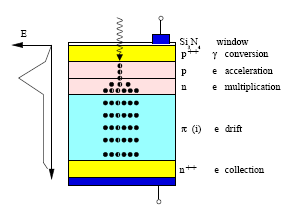 E
Si₃N₄ window
p⁺⁺ γ conversion
p e acceleration
n e multiplication
π (i) e drift
n⁺⁺ e collection